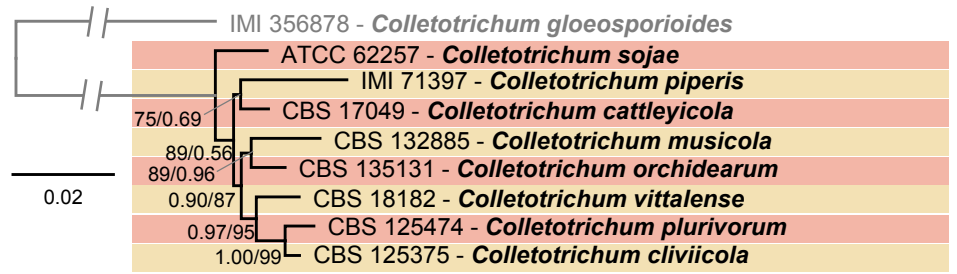 IMI 356878 - Colletotrichum gloeosporioides
ATCC 62257 - Colletotrichum sojae
IMI 71397 - Colletotrichum piperis
CBS 17049 - Colletotrichum cattleyicola
75/0.69
CBS 132885 - Colletotrichum musicola
89/0.56
CBS 135131 - Colletotrichum orchidearum
89/0.96
0.02
CBS 18182 - Colletotrichum vittalense
0.90/87
CBS 125474 - Colletotrichum plurivorum
0.97/95
CBS 125375 - Colletotrichum cliviicola
1.00/99